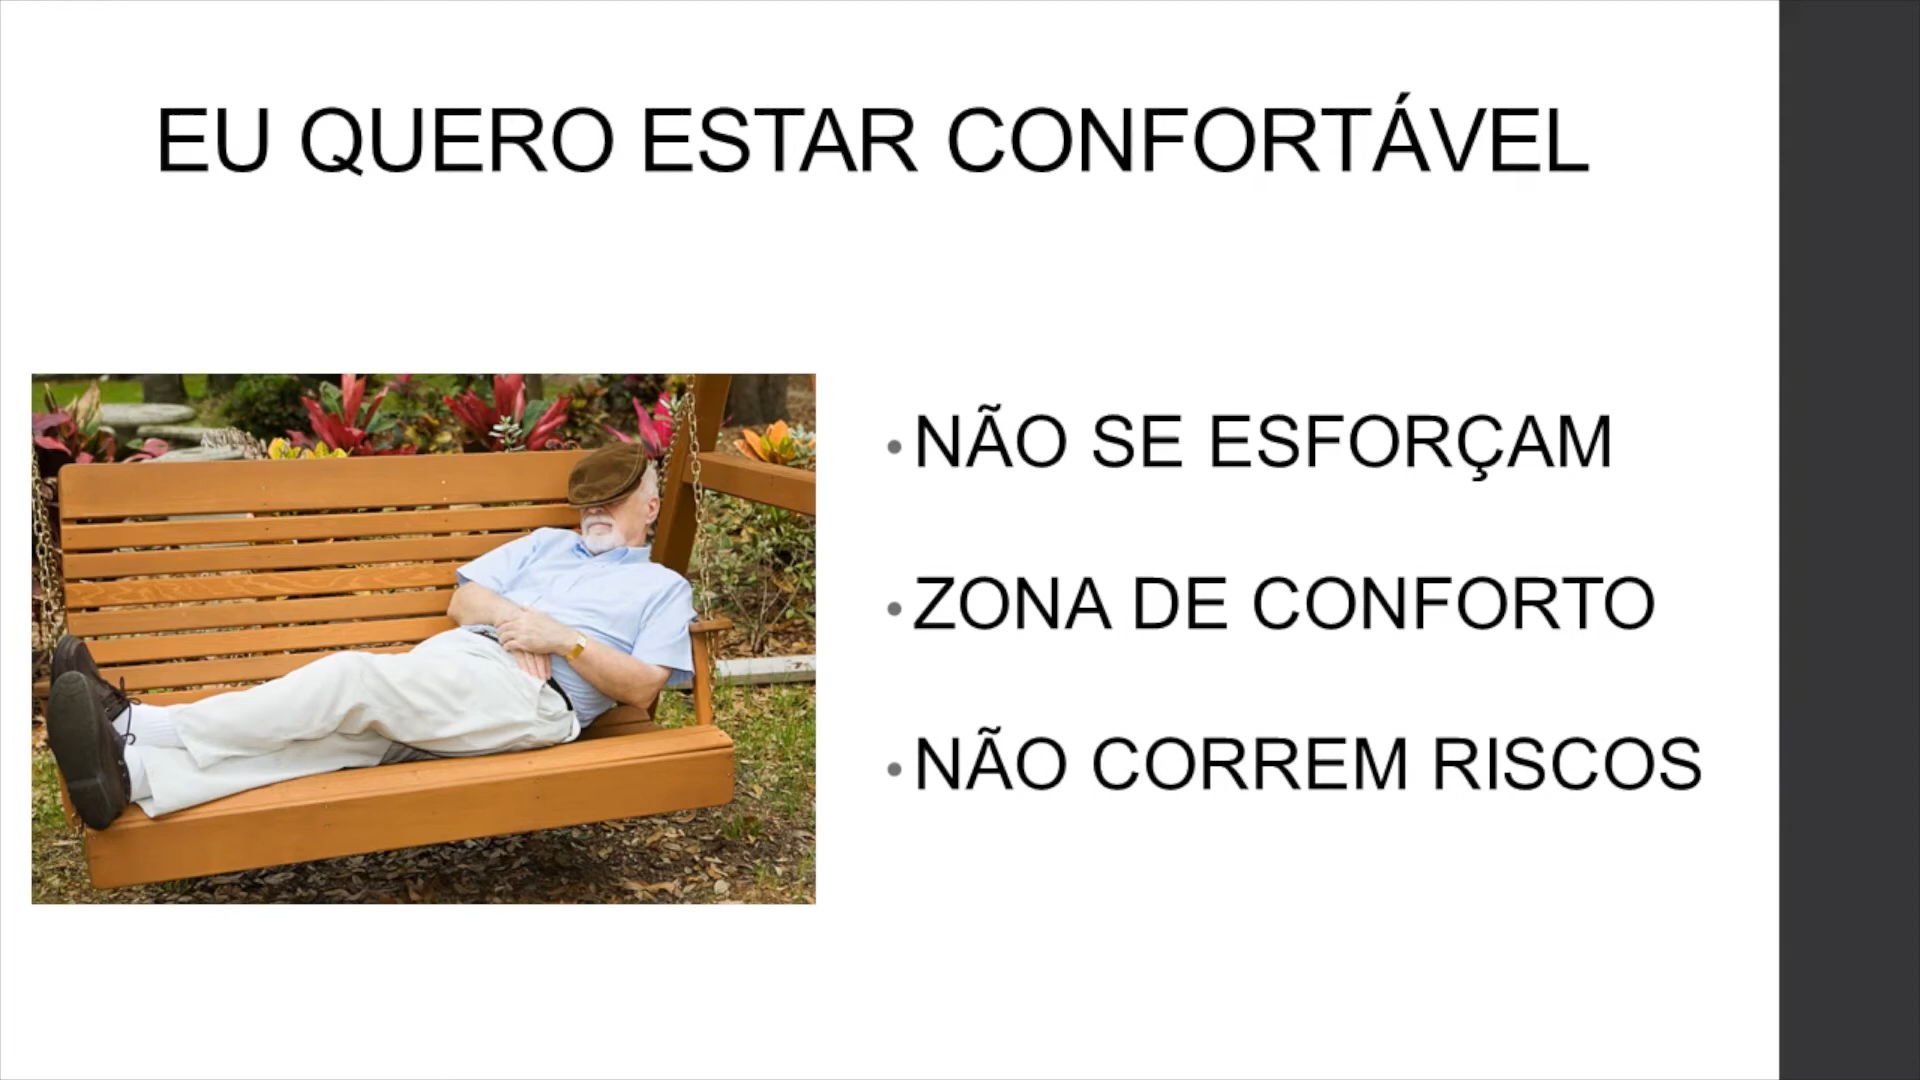 EU QUERO ESTAR CONFORTÁVEL
• NÃO SE ESFORÇAM
• ZONA DE CONFORTO
• NÃO CORREM RISCOS